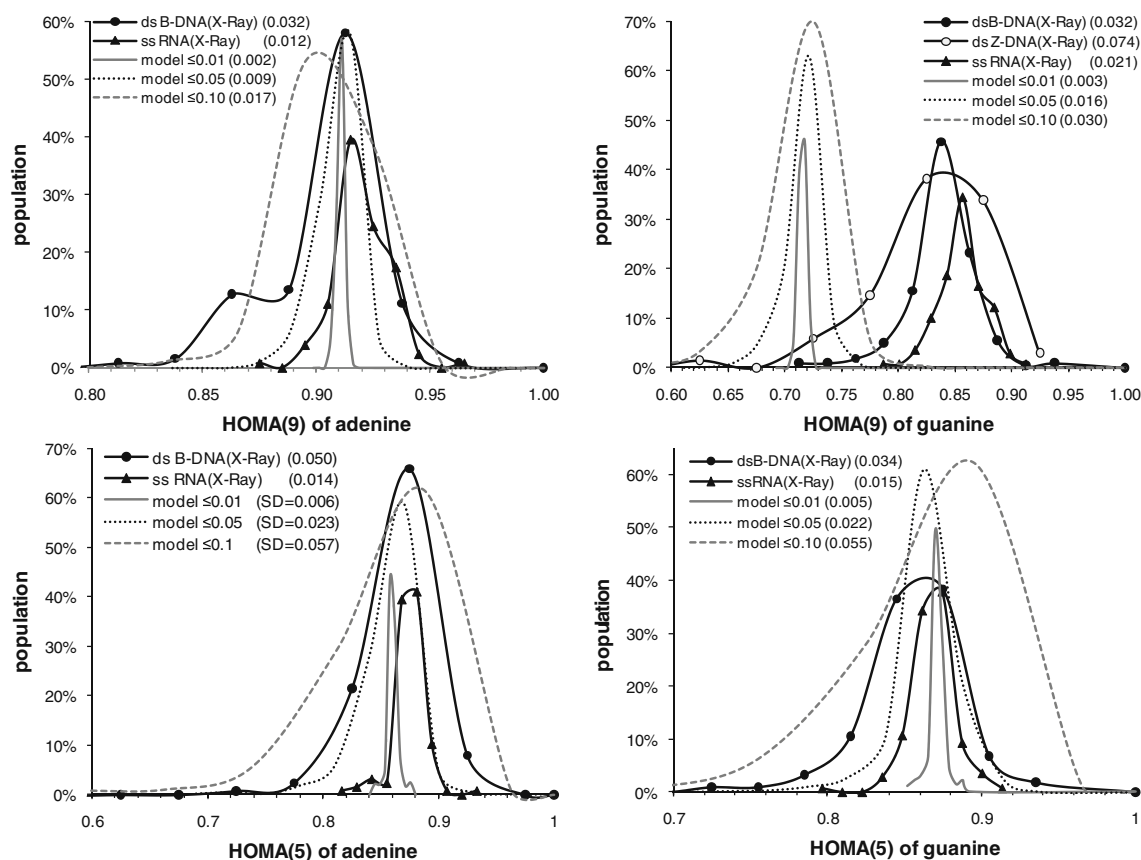 60%
50%
40%
30%
20%
10%
0%
population
ds B-DNA(X-Ray) (0.032)
ss RNA(X-Ray) (0.012)
model ≤0.01 (0.002)
model ≤0.05 (0.009)
model ≤0.10 (0.017)
0.80 0.85 0.90 0.95 1.00
HOMA(9) of adenine
70%
60%
50%
40%
30%
20%
10%
0%
population
dsB-DNA(X-Ray) (0.032)
dsZ-DNA(X-Ray) (0.074)
ssRNA(X-Ray) (0.021)
model ≤0.01 (0.003)
model ≤0.05 (0.016)
model ≤0.10 (0.030)
0.60 0.65 0.70 0.75 0.80 0.85 0.90 0.95 1.00
HOMA(9) of guanine
70%
60%
50%
40%
30%
20%
10%
0%
population
ds B-DNA(X-Ray) (0.050)
ss RNA(X-Ray) (0.014)
model ≤0.01 (SD=0.006)
model ≤0.05 (SD=0.023)
model ≤0.1 (SD=0.057)
0.6 0.7 0.8 0.9 1
HOMA(5) of adenine
60%
50%
40%
30%
20%
10%
0%
population
dsB-DNA(X-Ray) (0.034)
ssRNA(X-Ray) (0.015)
model ≤0.01 (0.005)
model ≤0.05 (0.022)
model ≤0.10 (0.055)
0.7 0.8 0.9 1
HOMA(5) of guanine